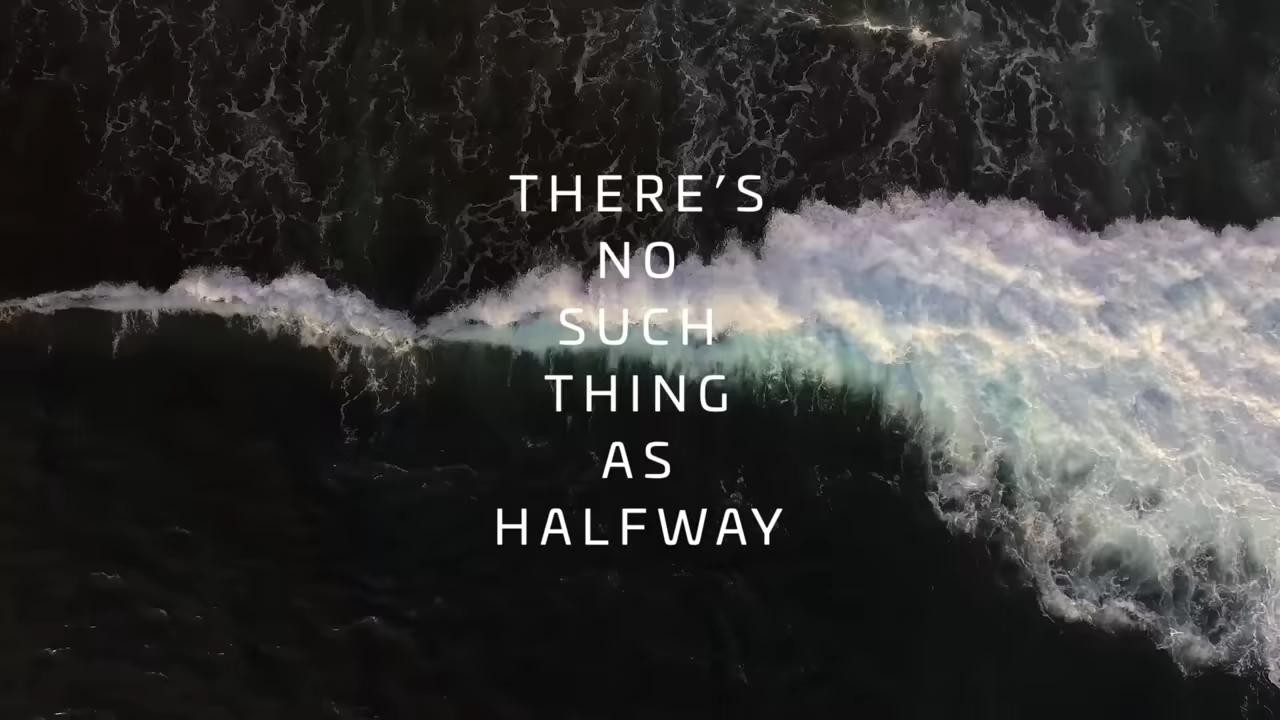 THERE'S
NO
SUCH
THING
AS
HALFWAY